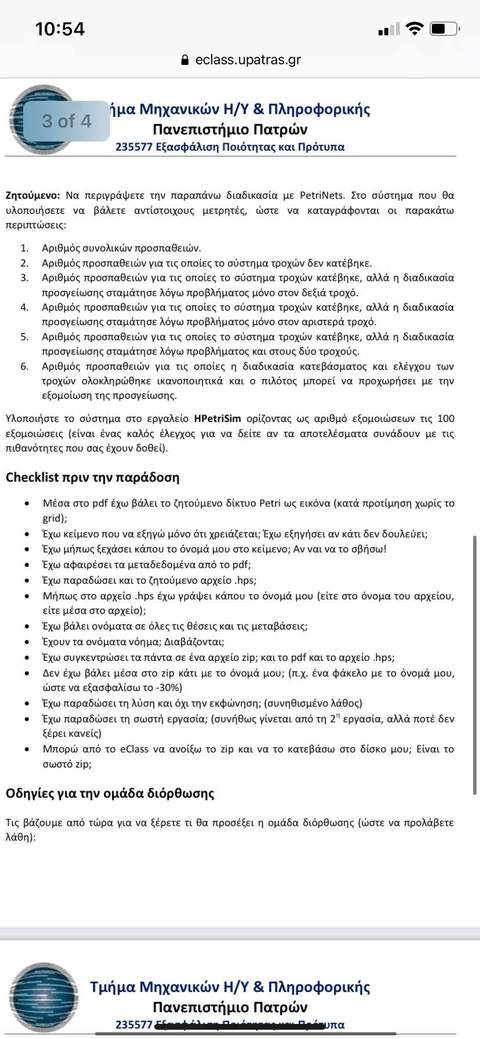 10:54
eclass.upatras.gr
3 of 4
ήμα Μηχανικών Η/Υ & Πληροφορικής
Πανεπιστήμιο Πατρών
235577 Εξασφάλιση Ποιότητας και Πρότυπα
Ζητούμενο: Να περιγράψετε την παραπάνω διαδικασία με PetriNets. Στο σύστημα που θα
υλοποιήσετε να βάλετε αντίστοιχους μετρητές, ώστε να καταγράφονται οι παρακάτω
περιπτώσεις:
1. Αριθμός συνολικών προσπαθειών.
2. Αριθμός προσπαθειών για τις οποίες το σύστημα τροχών δεν κατέβηκε.
3. Αριθμός προσπαθειών για τις οποίες το σύστημα τροχών κατέβηκε, αλλά η διαδικασία
προσγείωσης σταμάτησε λόγω προβλήματος μόνο στον δεξιά τροχό.
4. Αριθμός προσπαθειών για τις οποίες το σύστημα τροχών κατέβηκε, αλλά η διαδικασία
προσγείωσης σταμάτησε λόγω προβλήματος μόνο στον αριστερά τροχό.
5. Αριθμός προσπαθειών για τις οποίες το σύστημα τροχών κατέβηκε, αλλά η διαδικασία
προσγείωσης σταμάτησε λόγω προβλήματος και στους δύο τροχούς.
6. Αριθμός προσπαθειών για τις οποίες η διαδικασία κατεβάσματος και ελέγχου των
τροχών ολοκληρώθηκε ικανοποιητικά και ο πιλότος μπορεί να προχωρήσει με την
εξομοίωση της προσγείωσης.
Υλοποιήστε το σύστημα στο εργαλείο HPetriSim ορίζοντας ως αριθμό εξομοιώσεων τις 100
εξομοιώσεις (είναι ένας καλός έλεγχος για να δείτε αν τα αποτελέσματα συνάδουν με τις
πιθανότητες που σας έχουν δοθεί).
Checklist πριν την παράδοση
• Μέσα στο pdf έχω βάλει το ζητούμενο δίκτυο Petri ως εικόνα (κατά προτίμηση χωρίς το
grid);
• Έχω κείμενο που να εξηγώ μόνο ότι χρειάζεται; Έχω εξηγήσει αν κάτι δεν δουλεύει;
• Έχω μήπως ξεχάσει κάπου το όνομά μου στο κείμενο; Αν ναι να το σβήσω!
• Έχω αφαιρέσει τα μεταδεδομένα από το pdf;
• Έχω παραδώσει και το ζητούμενο αρχείο .hps;
• Μήπως στο αρχείο .hps έχω γράψει κάπου το όνομά μου (είτε στο όνομα του αρχείου,
είτε μέσα στο αρχείο);
• Έχω βάλει ονόματα σε όλες τις θέσεις και τις μεταβάσεις;
• Έχουν τα ονόματα νόημα; Διαβάζονται;
• Έχω συγκεντρώσει τα πάντα σε ένα αρχείο zip; και το pdf και το αρχείο .hps;
• Δεν έχω βάλει μέσα στο zip κάτι με το όνομά μου; (π.χ. ένα φάκελο με το όνομά μου,
ώστε να εξασφαλίσω το -30%)
• Έχω παραδώσει τη λύση και όχι την εκφώνηση; (συνηθισμένο λάθος)
• Έχω παραδώσει τη σωστή εργασία; (συνήθως γίνεται από τη 2η εργασία, αλλά ποτέ δεν
ξέρει κανείς)
• Μπορώ από το eClass να ανοίξω το zip και να το κατεβάσω στο δίσκο μου; Είναι το
σωστό zip;
Οδηγίες για την ομάδα διόρθωσης
Τις βάζουμε από τώρα για να ξέρετε τι θα προσέξει η ομάδα διόρθωσης (ώστε να προλάβετε
λάθη):
Τμήμα Μηχανικών Η/Υ & Πληροφορικής
Πανεπιστήμιο Πατρών
235577 Εξασφάλιση Ποιότητας και Πρότυπα